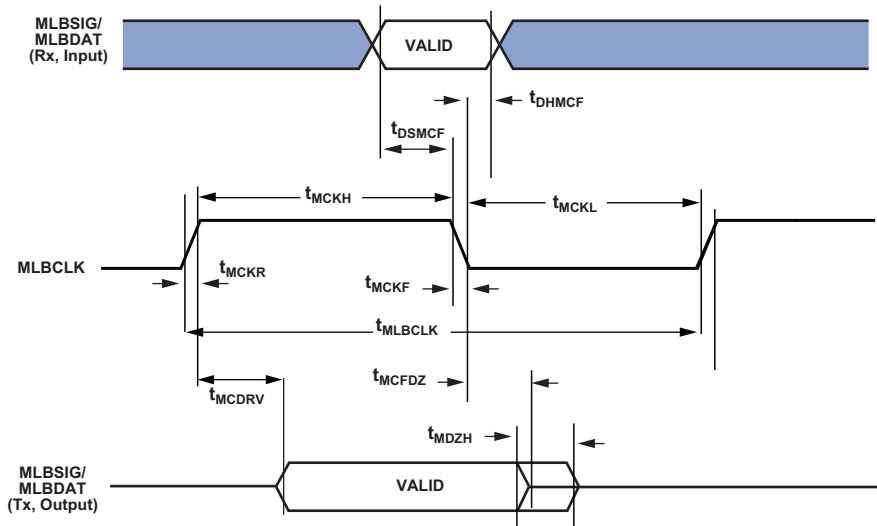 MLBSIG/
MLBDAT
(Rx, Input)
VALID
tDHMCF
tDSMCF
tMCKH
tMCKL
MLBCLK
tMCKR
tMCKF
tMLBCLK
tMCFDZ
tMCDRV
tMDZH
MLBSIG/
MLBDAT
(Tx, Output)
VALID